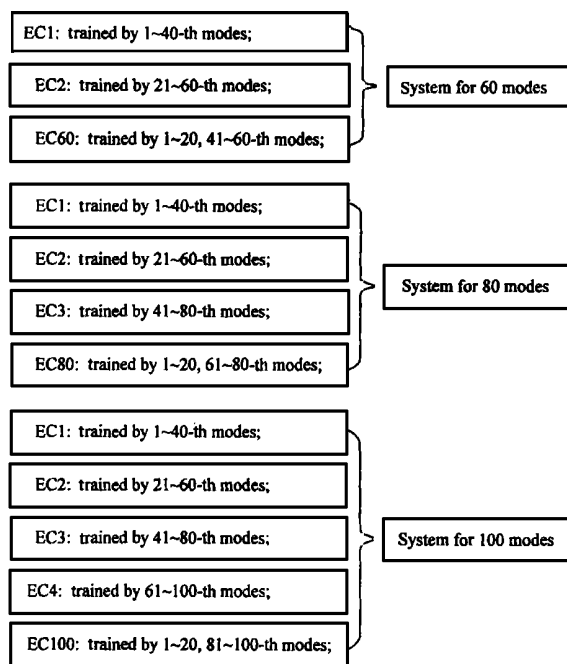 EC1: trained by 1~40-th modes;
EC2: trained by 21~60-th modes;
EC60: trained by 1~20, 41~60-th modes;
System for 60 modes
EC1: trained by 1~40-th modes;
EC2: trained by 21~60-th modes;
EC3: trained by 41~80-th modes;
EC80: trained by 1~20, 61~80-th modes;
System for 80 modes
EC1: trained by 1~40-th modes;
EC2: trained by 21~60-th modes;
EC3: trained by 41~80-th modes;
EC4: trained by 61~100-th modes;
EC100: trained by 1~20, 81~100-th modes;
System for 100 modes